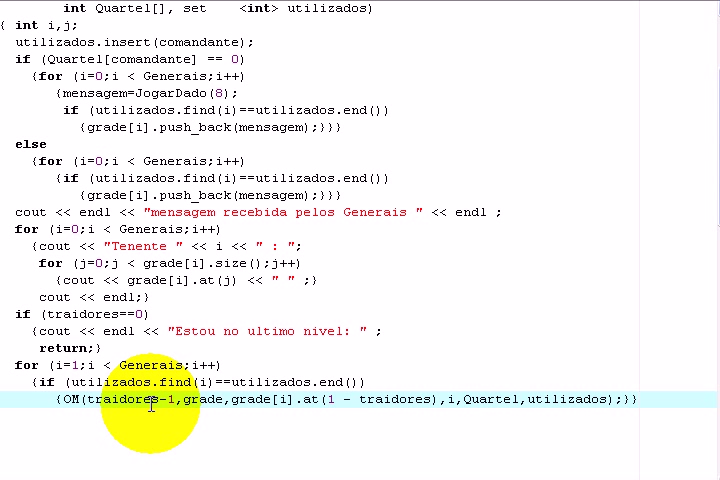 int Quartel[], set    <int> utilizados)
{ int i,j;
  utilizados.insert(comandante);
  if (Quartel[comandante] == 0)
    {for (i=0;i < Generais;i++)
       {mensagem=JogarDado(8);
        if (utilizados.find(i)==utilizados.end())
          {grade[i].push_back(mensagem);}}}
  else
    {for (i=0;i < Generais;i++)
       {if (utilizados.find(i)==utilizados.end())
          {grade[i].push_back(mensagem);}}}
  cout << endl << "mensagem recebida pelos Generais " << endl ;
  for (i=0;i < Generais;i++)
    {cout << "Tenente " << i << " : ";
     for (j=0;j < grade[i].size();j++)
       {cout << grade[i].at(j) << " " ;}
     cout << endl;}
  if (traidores==0)
    {cout << endl << "Estou no ultimo nivel: " ;
     return;}
  for (i=1;i < Generais;i++)
    {if (utilizados.find(i)==utilizados.end())
       {OM(traidores-1,grade,grade[i].at(1 - traidores),i,Quartel,utilizados);}}